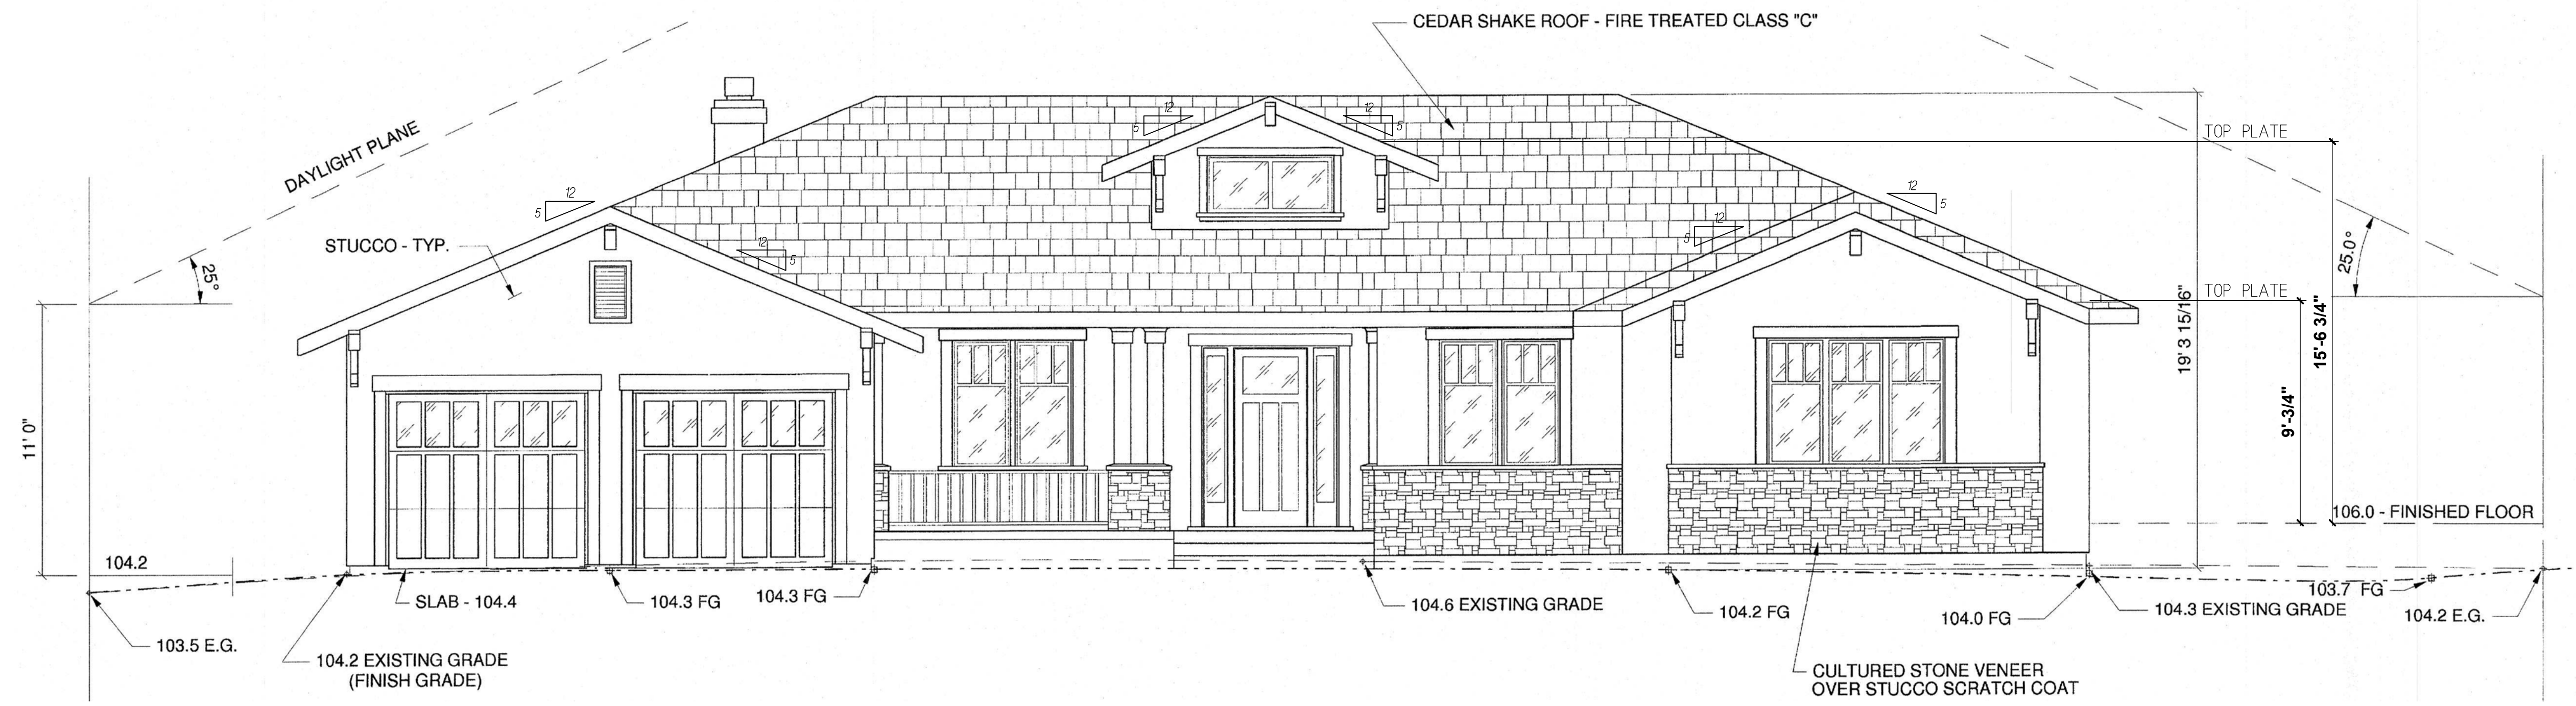 CEDAR SHAKE ROOF - FIRE TREATED CLASS "C"
DAYLIGHT PLANE
12
5
12
5
TOP PLATE
12
5
12
5
STUCCO - TYP.
12
5
12
5
25°
25.0°
TOP PLATE
19' 3 15/16"
15'-6 3/4"
9'-3/4"
11' 0"
106.0 - FINISHED FLOOR
104.2
SLAB - 104.4
104.3 FG
104.3 FG
104.6 EXISTING GRADE
104.2 FG
104.0 FG
104.3 EXISTING GRADE
103.7 FG
104.2 E.G.
103.5 E.G.
104.2 EXISTING GRADE
(FINISH GRADE)
CULTURED STONE VENEER
OVER STUCCO SCRATCH COAT